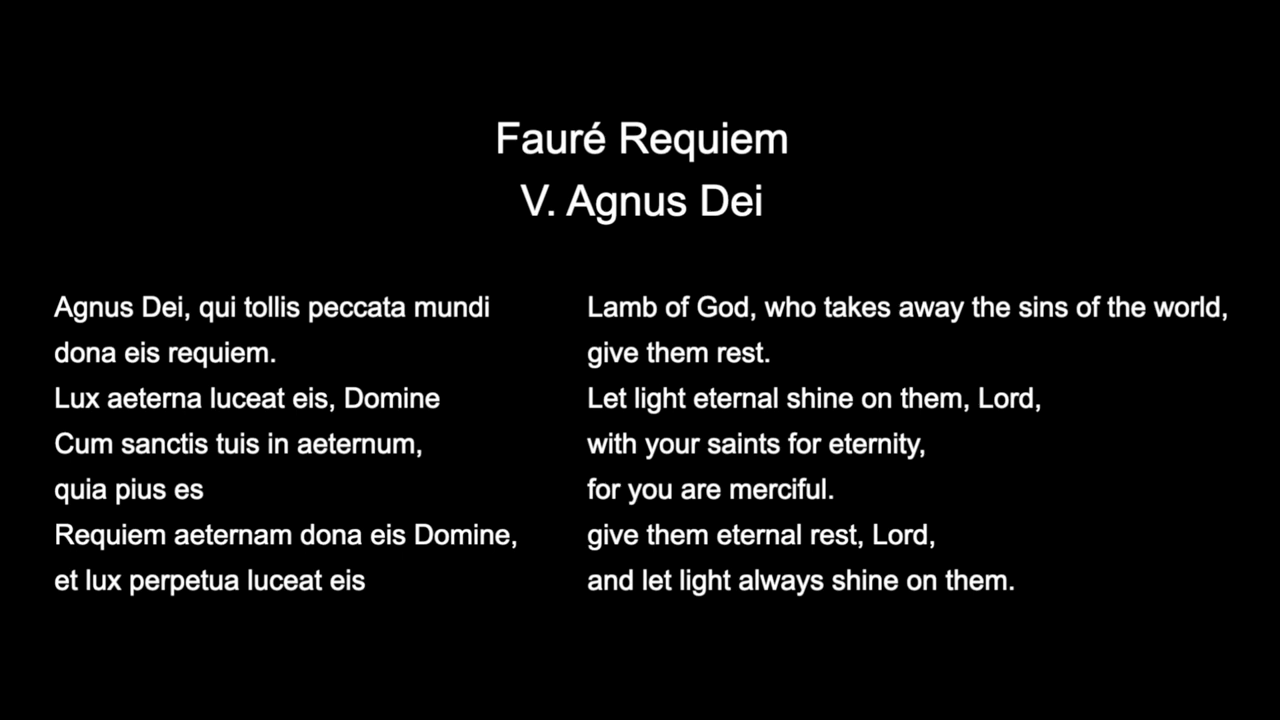 Fauré Requiem
V. Agnus Dei
Agnus Dei, qui tollis peccata mundi
dona eis requiem.
Lux aeterna luceat eis, Domine
Cum sanctis tuis in aeternum,
quia pius es
Requiem aeternam dona eis Domine,
et lux perpetua luceat eis
Lamb of God, who takes away the sins of the world,
give them rest.
Let light eternal shine on them, Lord,
with your saints for eternity,
for you are merciful.
give them eternal rest, Lord,
and let light always shine on them.